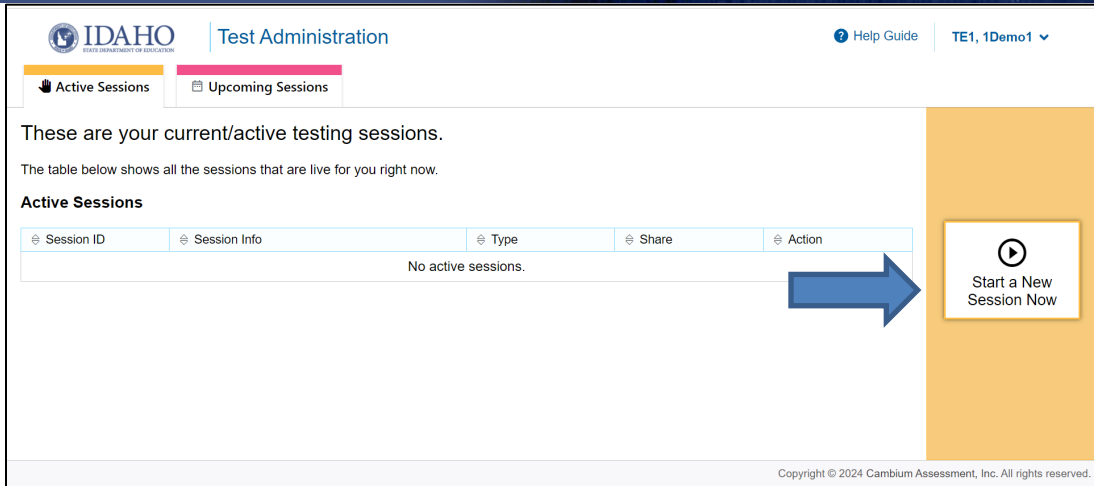 IDAHO
STATE DEPARTMENT OF EDUCATION
Test Administration
Help Guide
TE1, 1Demo1
Active Sessions
Upcoming Sessions
These are your current/active testing sessions.
The table below shows all the sessions that are live for you right now.
Active Sessions
Session ID Session Info Type Share Action
No active sessions.
Start a New
Session Now
Copyright © 2024 Cambium Assessment, Inc. All rights reserved.